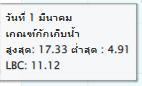 วันที่ 1 มีนาคม
เกณฑ์กักเก็บน้ำ
สูงสุด: 17.33 ต่ำสุด : 4.91
LBC: 11.12